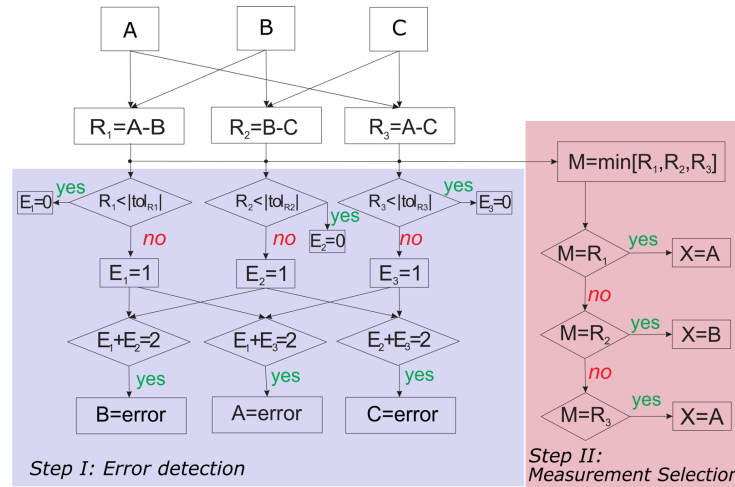 A
B
C
R₁=A-B
R₂=B-C
R₃=A-C
M=min[R₁,R₂,R₃]
yes
R₁<|tol_R1|
E₁=0
no
R₂<|tol_R2|
yes
E₂=0
no
R₃<|tol_R3|
yes
E₃=0
no
E₁=1
E₂=1
E₃=1
E₁+E₂=2
E₁+E₃=2
E₂+E₃=2
yes
yes
yes
B=error
A=error
C=error
Step I: Error detection
M=R₁
yes
X=A
no
M=R₂
yes
X=B
no
M=R₃
yes
X=A
Step II:
Measurement Selection